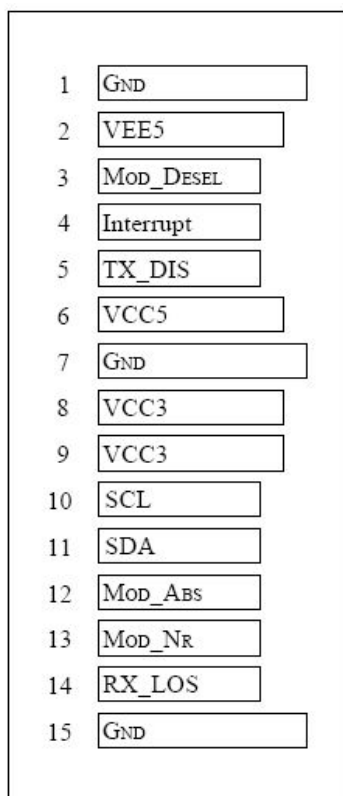 1 GND
2 VEE5
3 MOD_DESEL
4 Interrupt
5 TX_DIS
6 VCC5
7 GND
8 VCC3
9 VCC3
10 SCL
11 SDA
12 MOD_ABS
13 MOD_NR
14 RX_LOS
15 GND